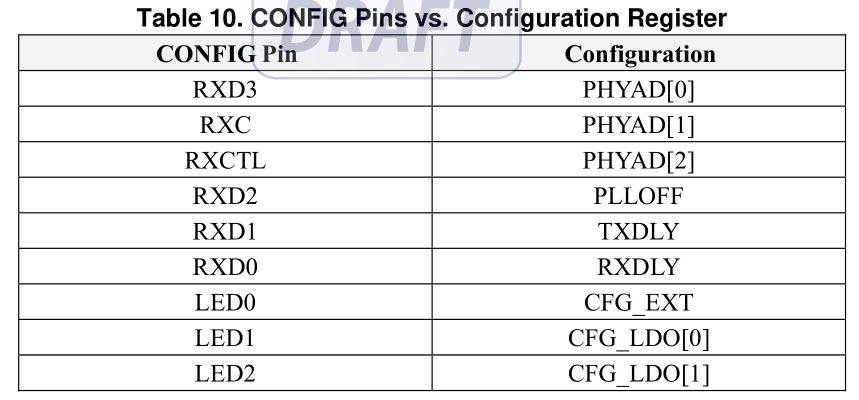 Table 10. CONFIG Pins vs. Configuration Register
DRAFT
CONFIG Pin Configuration
RXD3 PHYAD[0]
RXC PHYAD[1]
RXCTL PHYAD[2]
RXD2 PLLOFF
RXD1 TXDLY
RXD0 RXDLY
LED0 CFG_EXT
LED1 CFG_LDO[0]
LED2 CFG_LDO[1]